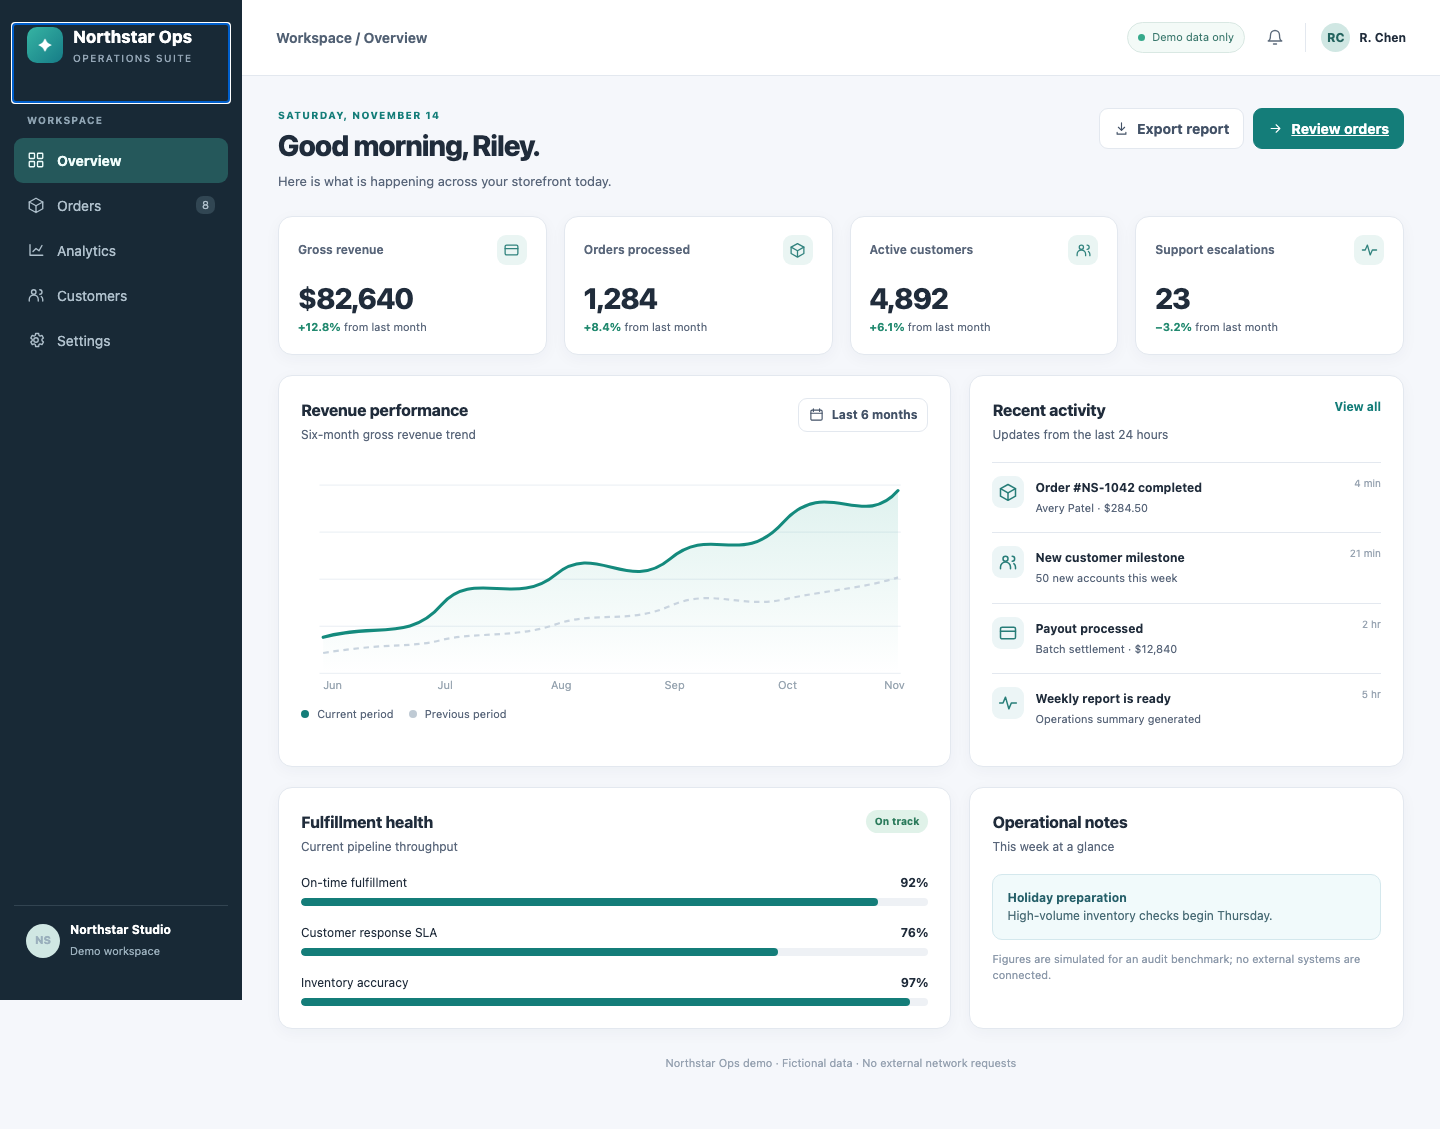 Northstar Ops
OPERATIONS SUITE
WORKSPACE
Overview
Orders 8
Analytics
Customers
Settings
NS
Northstar Studio
Demo workspace
Workspace / Overview
Demo data only
RC R. Chen
SATURDAY, NOVEMBER 14
Good morning, Riley.
Here is what is happening across your storefront today.
Export report
Review orders
Gross revenue
$82,640
+12.8% from last month
Orders processed
1,284
+8.4% from last month
Active customers
4,892
+6.1% from last month
Support escalations
23
−3.2% from last month
Revenue performance
Six-month gross revenue trend
Last 6 months
Jun Jul Aug Sep Oct Nov
Current period Previous period
Recent activity
View all
Updates from the last 24 hours
Order #NS-1042 completed
4 min
Avery Patel · $284.50
New customer milestone
21 min
50 new accounts this week
Payout processed
2 hr
Batch settlement · $12,840
Weekly report is ready
5 hr
Operations summary generated
Fulfillment health
On track
Current pipeline throughput
On-time fulfillment 92%
Customer response SLA 76%
Inventory accuracy 97%
Operational notes
This week at a glance
Holiday preparation
High-volume inventory checks begin Thursday.
Figures are simulated for an audit benchmark; no external systems are
connected.
Northstar Ops demo · Fictional data · No external network requests